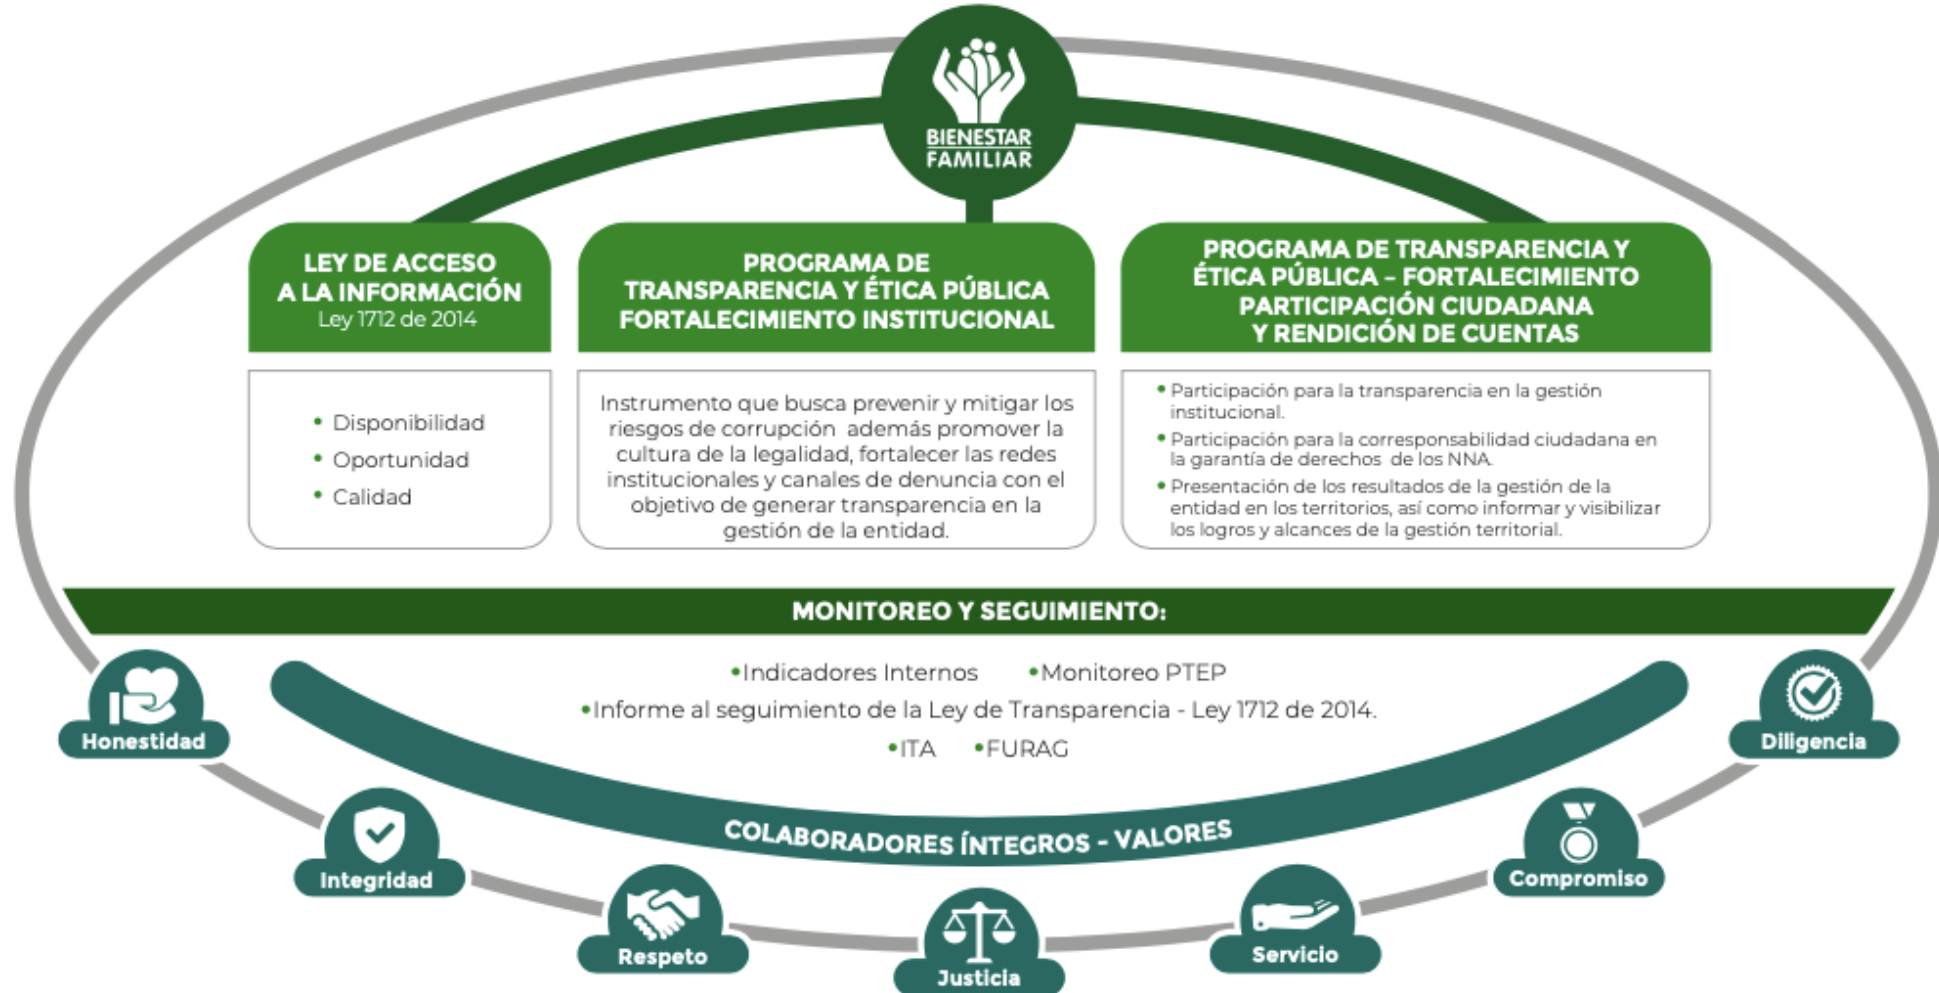 BIENESTAR
FAMILIAR
LEY DE ACCESO
A LA INFORMACIÓN
Ley 1712 de 2014
• Disponibilidad
• Oportunidad
• Calidad
PROGRAMA DE
TRANSPARENCIA Y ÉTICA PÚBLICA
FORTALECIMIENTO INSTITUCIONAL
Instrumento que busca prevenir y mitigar los
riesgos de corrupción además promover la
cultura de la legalidad, fortalecer las redes
institucionales y canales de denuncia con el
objetivo de generar transparencia en la
gestión de la entidad.
PROGRAMA DE TRANSPARENCIA Y
ÉTICA PÚBLICA – FORTALECIMIENTO
PARTICIPACIÓN CIUDADANA
Y RENDICIÓN DE CUENTAS
• Participación para la transparencia en la gestión
institucional.
• Participación para la corresponsabilidad ciudadana en
la garantía de derechos de los NNA.
• Presentación de los resultados de la gestión de la
entidad en los territorios, así como informar y visibilizar
los logros y alcances de la gestión territorial.
MONITOREO Y SEGUIMIENTO:
•Indicadores Internos •Monitoreo PTEP
•Informe al seguimiento de la Ley de Transparencia - Ley 1712 de 2014.
•ITA •FURAG
COLABORADORES ÍNTEGROS - VALORES
Honestidad
Integridad
Respeto
Justicia
Servicio
Compromiso
Diligencia